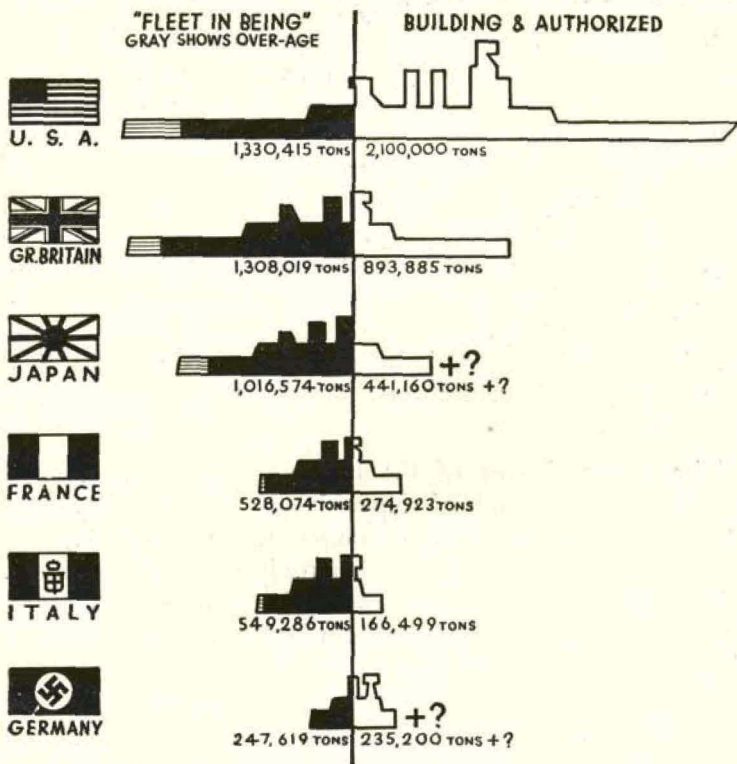 "FLEET IN BEING"
GRAY SHOWS OVER-AGE
BUILDING & AUTHORIZED
U. S. A.
1,330,415 TONS 2,100,000 TONS
GR. BRITAIN
1,308,019 TONS 893,885 TONS
JAPAN
+?
1,016,574 TONS 441,160 TONS +?
FRANCE
528,074 TONS 274,923 TONS
ITALY
549,286 TONS 166,499 TONS
GERMANY
+?
247,619 TONS 235,200 TONS +?